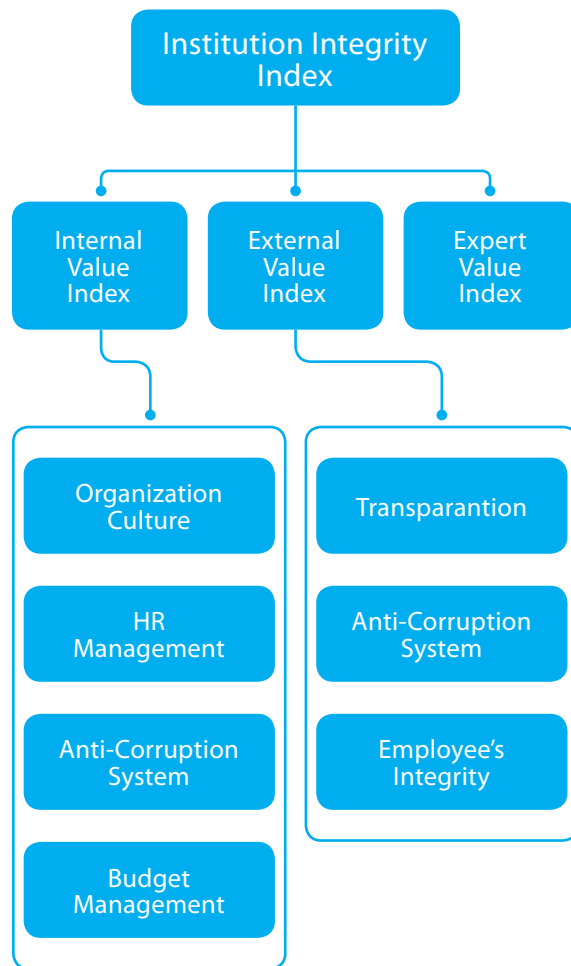 Institution Integrity
Index
Internal
Value
Index
External
Value
Index
Expert
Value
Index
Organization
Culture
HR
Management
Anti-Corruption
System
Budget
Management
Transparantion
Anti-Corruption
System
Employee’s
Integrity